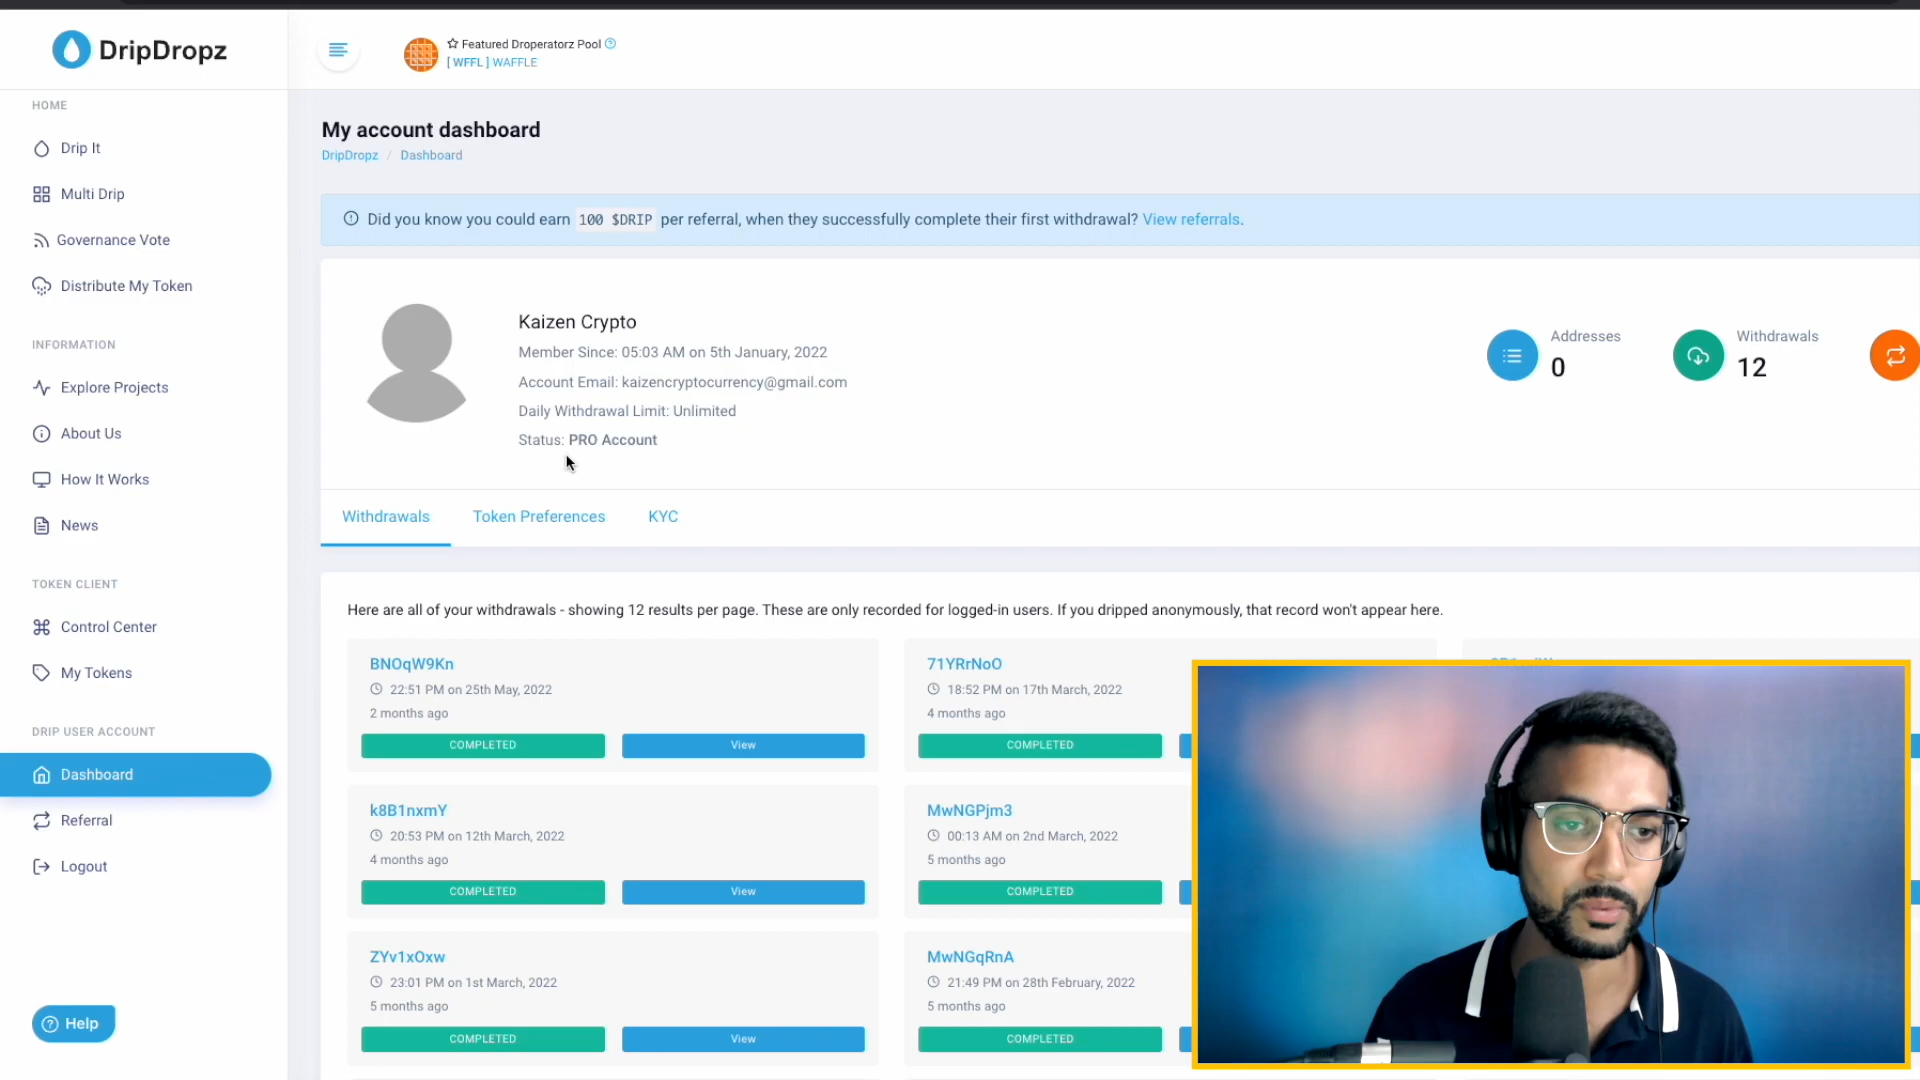 DripDropz
Featured Droperatorz Pool
[ WFFL ] WAFFLE
HOME
Drip It
Multi Drip
Governance Vote
Distribute My Token
INFORMATION
Explore Projects
About Us
How It Works
News
TOKEN CLIENT
Control Center
My Tokens
DRIP USER ACCOUNT
Dashboard
Referral
Logout
Help
My account dashboard
DripDropz / Dashboard
Did you know you could earn 100 $DRIP per referral, when they successfully complete their first withdrawal? View referrals.
Kaizen Crypto
Member Since: 05:03 AM on 5th January, 2022
Account Email: kaizencryptocurrency@gmail.com
Daily Withdrawal Limit: Unlimited
Status: PRO Account
Addresses
0
Withdrawals
12
Withdrawals Token Preferences KYC
Here are all of your withdrawals - showing 12 results per page. These are only recorded for logged-in users. If you dripped anonymously, that record won't appear here.
BNOqW9Kn
22:51 PM on 25th May, 2022
2 months ago
COMPLETED View
71YRrNoO
18:52 PM on 17th March, 2022
4 months ago
COMPLETED
k8B1nxmY
20:53 PM on 12th March, 2022
4 months ago
COMPLETED View
MwNGPjm3
00:13 AM on 2nd March, 2022
5 months ago
COMPLETED
ZYv1xOxw
23:01 PM on 1st March, 2022
5 months ago
COMPLETED View
MwNGqRnA
21:49 PM on 28th February, 2022
5 months ago
COMPLETED